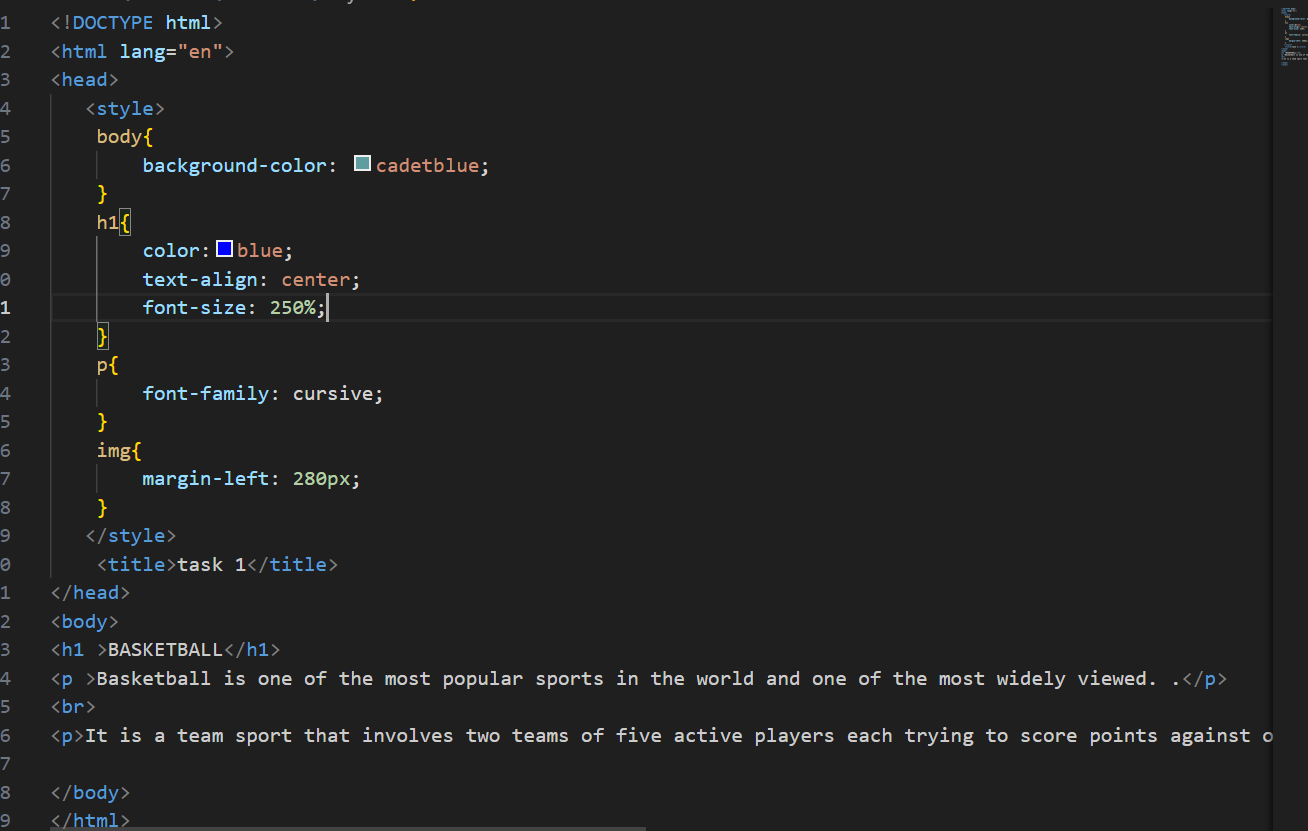 1 <!DOCTYPE html>
2 <html lang="en">
3 <head>
4 <style>
5 body{
6 background-color: cadetblue;
7 }
8 h1{
9 color: blue;
0 text-align: center;
1 font-size: 250%;
2 }
3 p{
4 font-family: cursive;
5 }
6 img{
7 margin-left: 280px;
8 }
9 </style>
0 <title>task 1</title>
1 </head>
2 <body>
3 <h1 >BASKETBALL</h1>
4 <p >Basketball is one of the most popular sports in the world and one of the most widely viewed. .</p>
5 <br>
6 <p>It is a team sport that involves two teams of five active players each trying to score points against
7
8 </body>
9 </html>